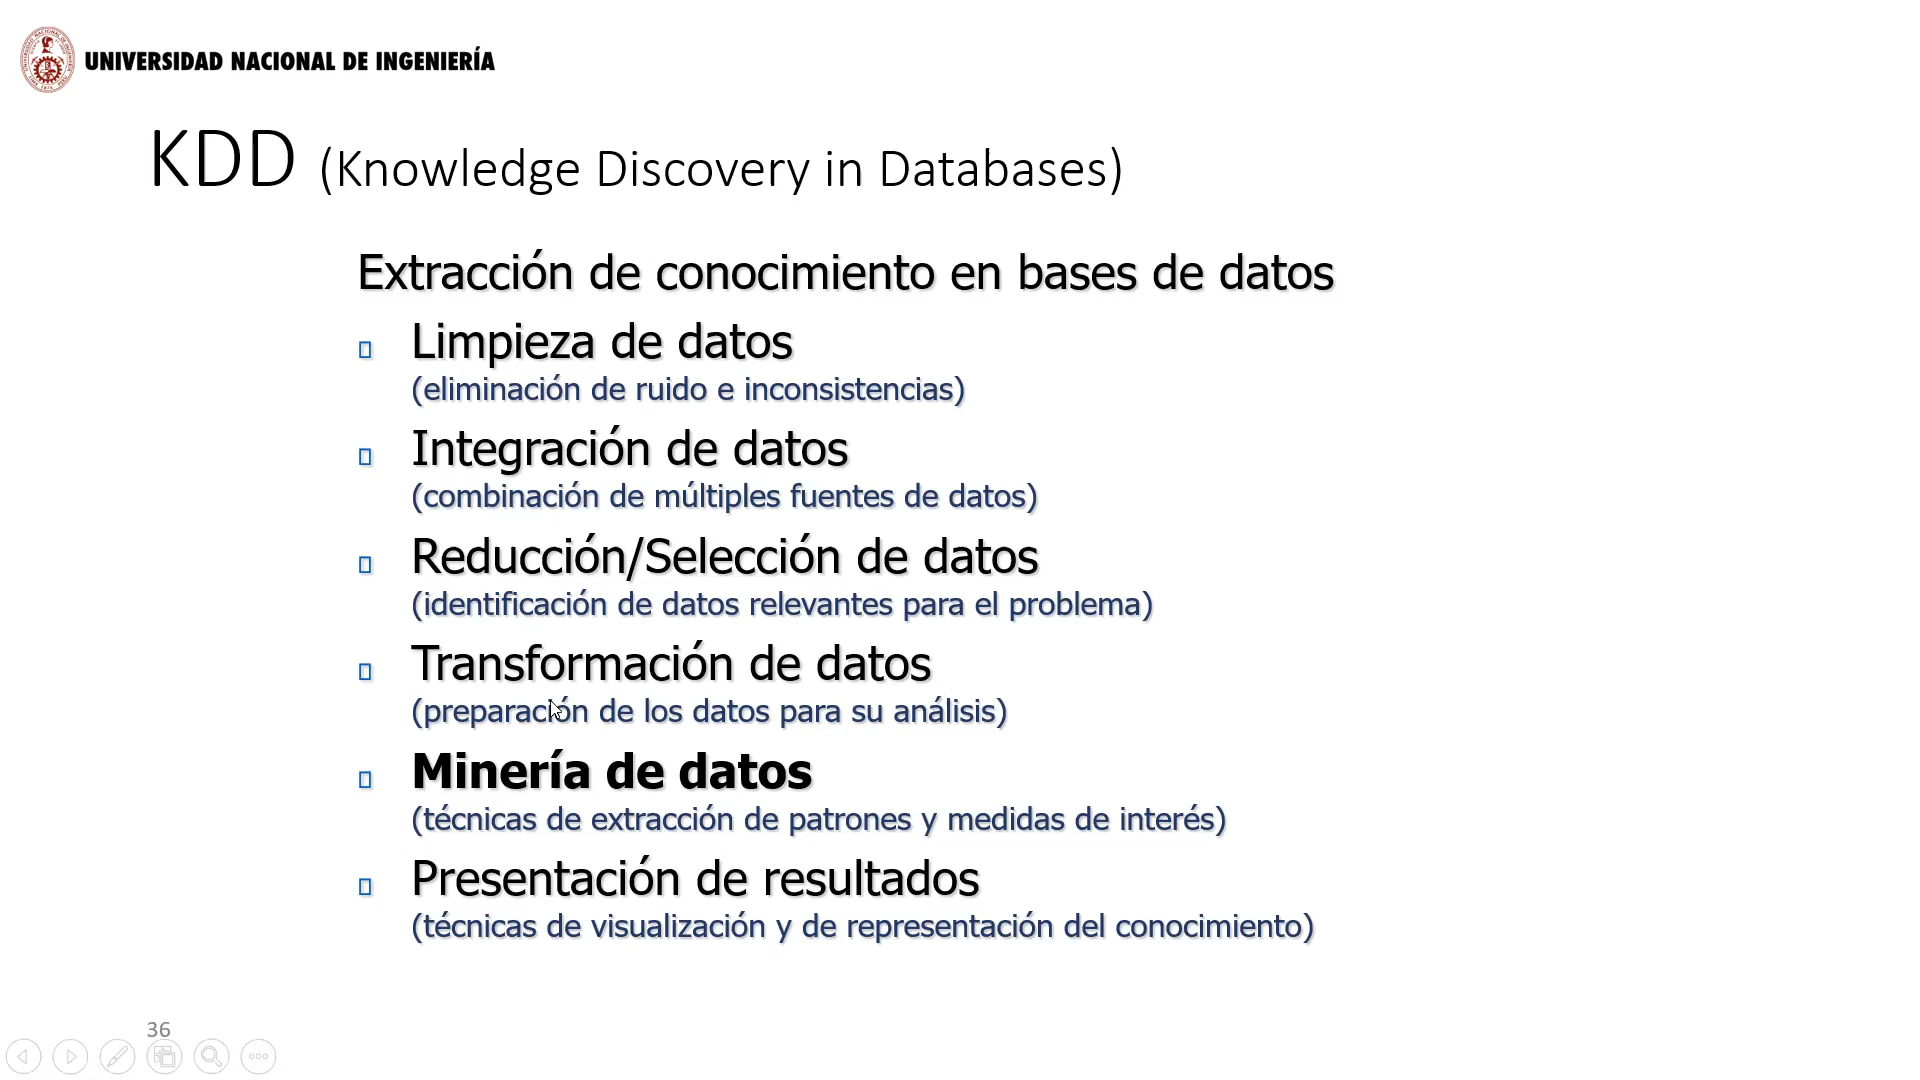 UNIVERSIDAD NACIONAL DE INGENIERÍA
KDD (Knowledge Discovery in Databases)
Extracción de conocimiento en bases de datos
Limpieza de datos
(eliminación de ruido e inconsistencias)
Integración de datos
(combinación de múltiples fuentes de datos)
Reducción/Selección de datos
(identificación de datos relevantes para el problema)
Transformación de datos
(preparación de los datos para su análisis)
Minería de datos
(técnicas de extracción de patrones y medidas de interés)
Presentación de resultados
(técnicas de visualización y de representación del conocimiento)
36